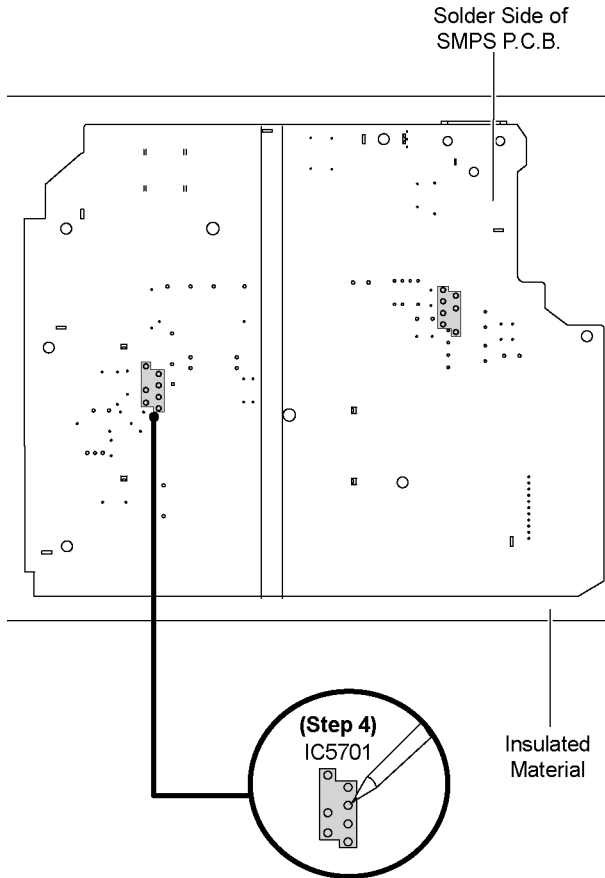 Solder Side of
SMPS P.C.B.
(Step 4)
IC5701
Insulated
Material